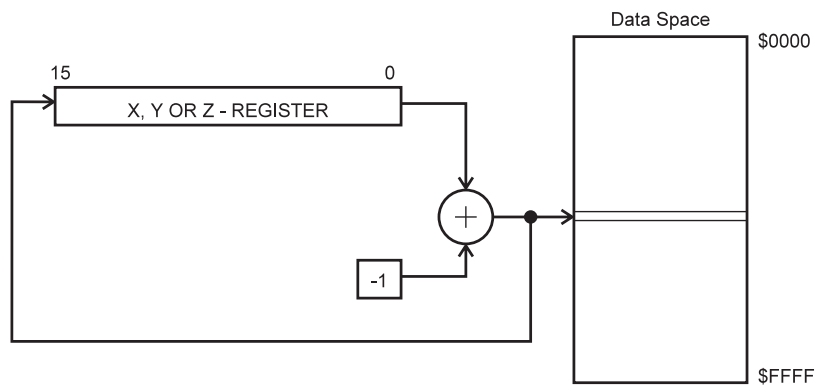 Data Space
$0000
15
0
X, Y OR Z - REGISTER
+
-1
$FFFF